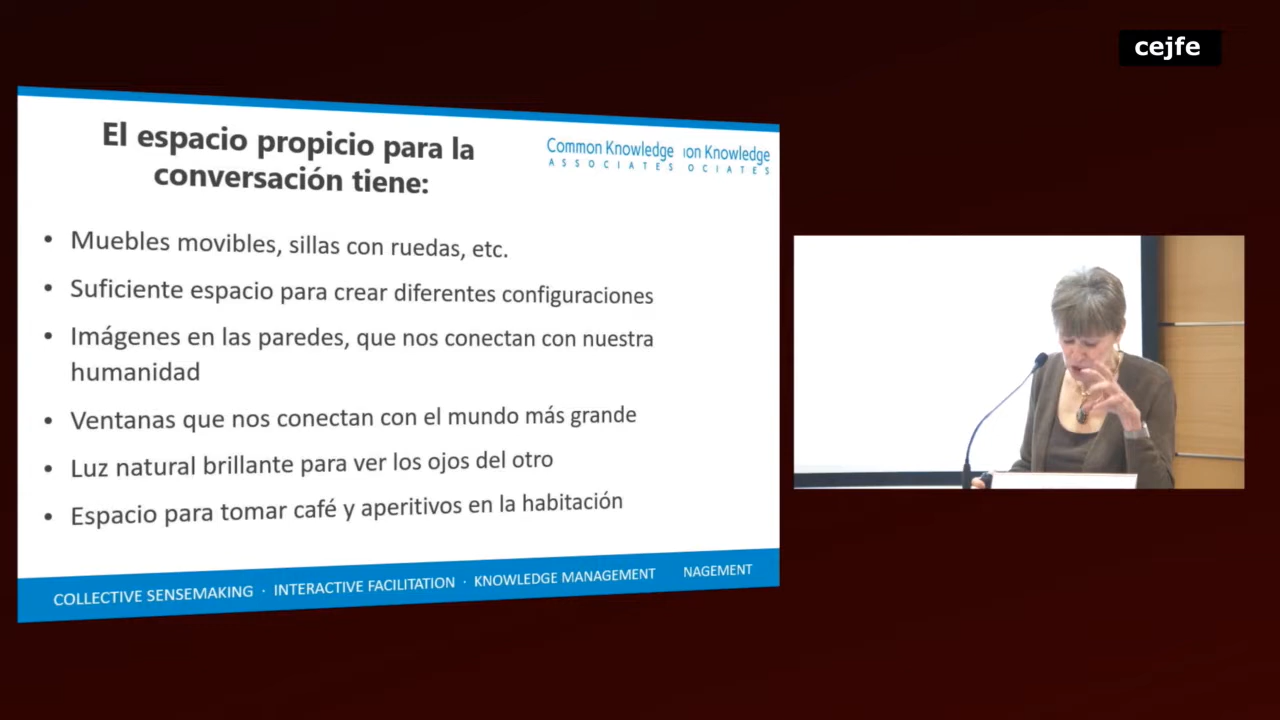 cejfe
El espacio propicio para la
conversación tiene:
Common Knowledge ion Knowledge
ASSOCIATES OCIATES
• Muebles movibles, sillas con ruedas, etc.
• Suficiente espacio para crear diferentes configuraciones
• Imágenes en las paredes, que nos conectan con nuestra
humanidad
• Ventanas que nos conectan con el mundo más grande
• Luz natural brillante para ver los ojos del otro
• Espacio para tomar café y aperitivos en la habitación
COLLECTIVE SENSEMAKING · INTERACTIVE FACILITATION · KNOWLEDGE MANAGEMENT NAGEMENT